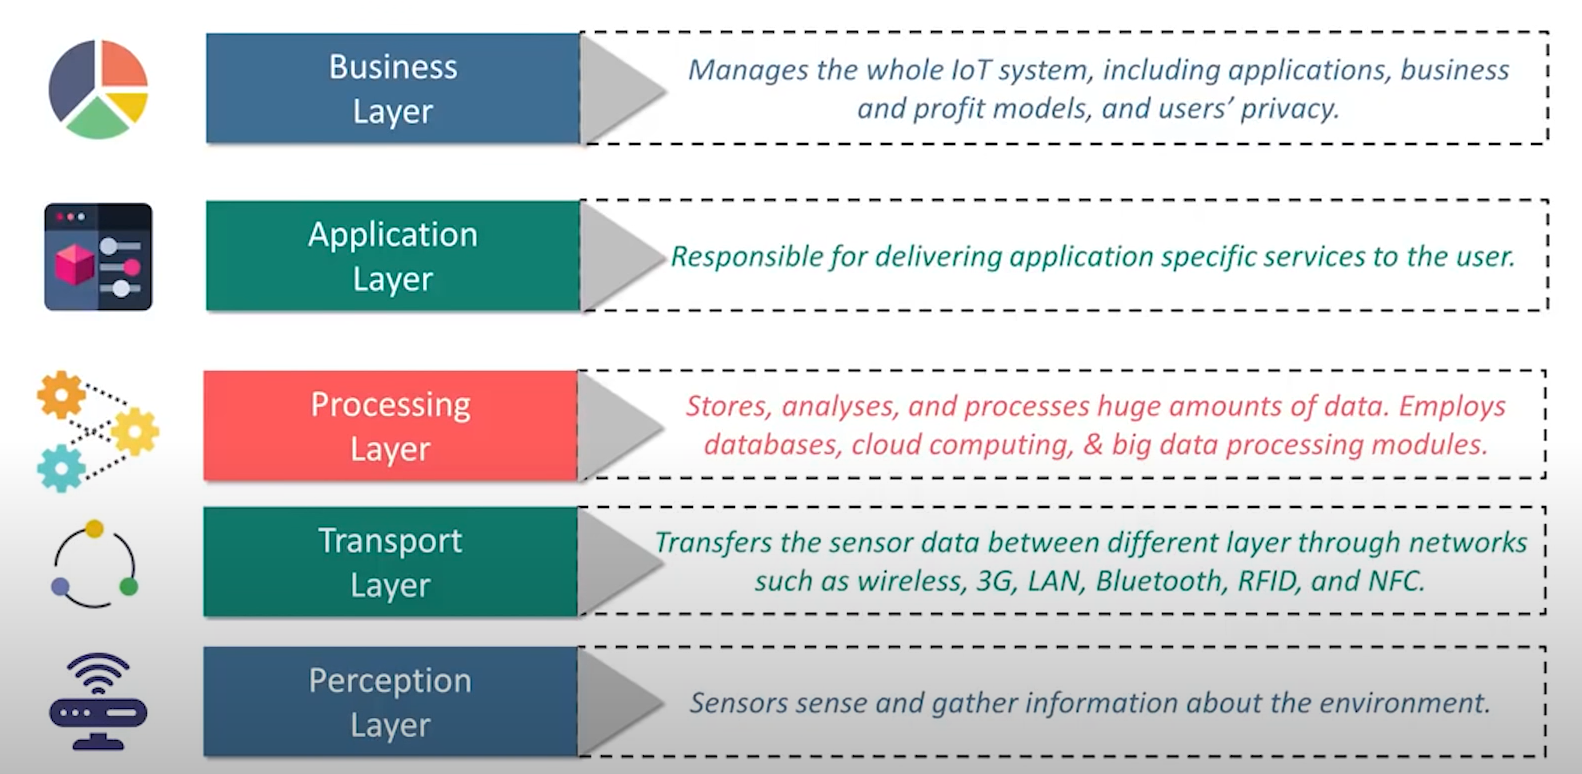 Business
Layer
Manages the whole IoT system, including applications, business
and profit models, and users’ privacy.
Application
Layer
Responsible for delivering application specific services to the user.
Processing
Layer
Stores, analyses, and processes huge amounts of data. Employs
databases, cloud computing, & big data processing modules.
Transport
Layer
Transfers the sensor data between different layer through networks
such as wireless, 3G, LAN, Bluetooth, RFID, and NFC.
Perception
Layer
Sensors sense and gather information about the environment.